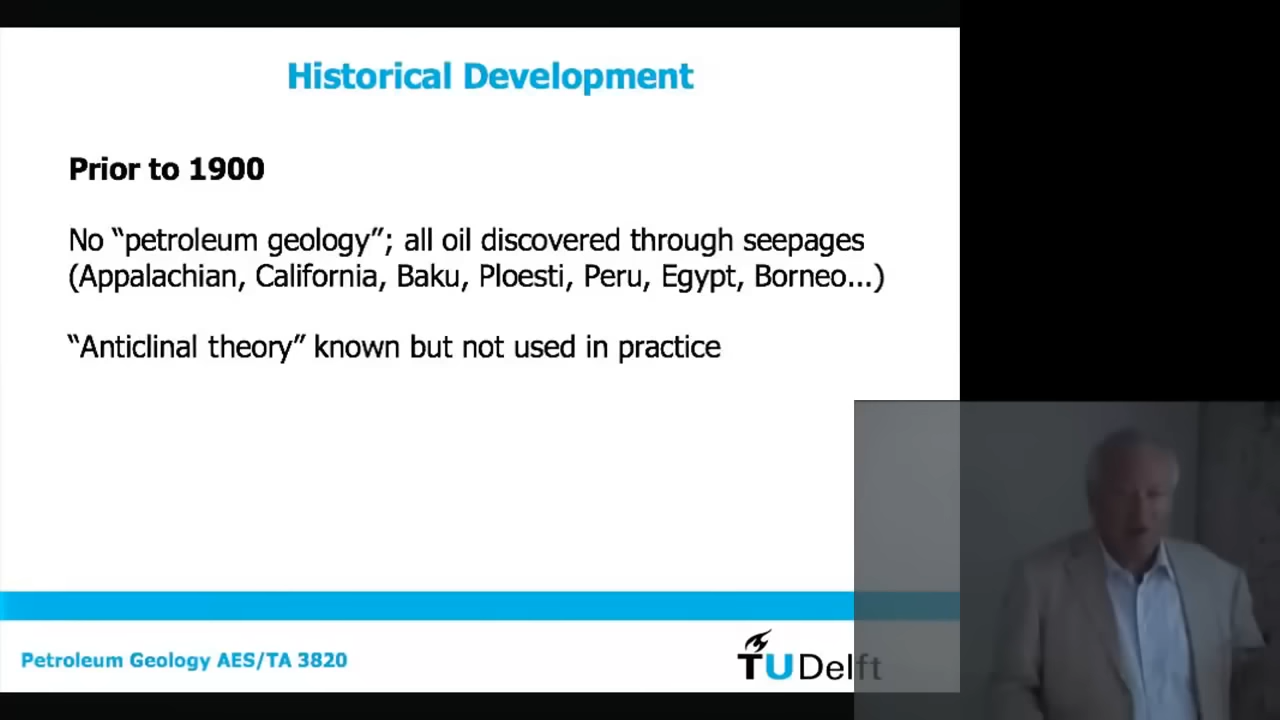 Historical Development
Prior to 1900
No “petroleum geology”; all oil discovered through seepages
(Appalachian, California, Baku, Ploesti, Peru, Egypt, Borneo...)
“Anticlinal theory” known but not used in practice
Petroleum Geology AES/TA 3820
TU Delft